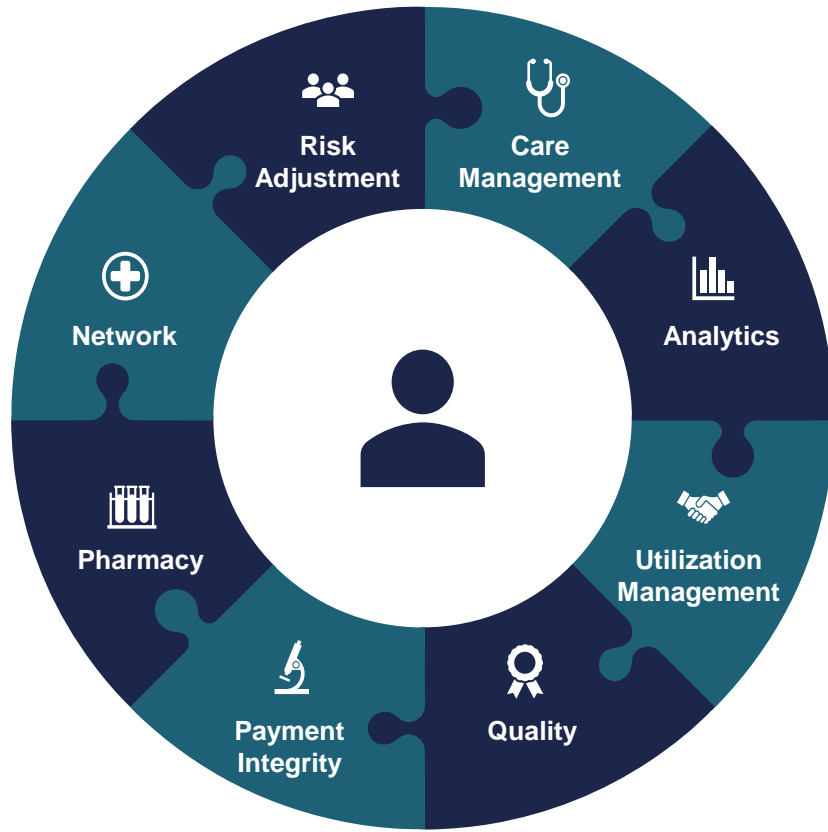 Risk
Adjustment
Care
Management
Analytics
Utilization
Management
Quality
Payment
Integrity
Pharmacy
Network